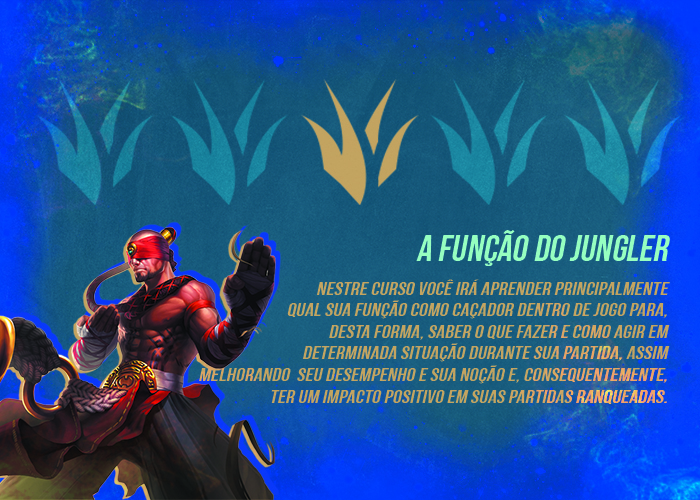 A FUNÇÃO DO JUNGLER
NESTRE CURSO VOCÊ IRÁ APRENDER PRINCIPALMENTE
QUAL SUA FUNÇÃO COMO CAÇADOR DENTRO DE JOGO PARA,
DESTA FORMA, SABER O QUE FAZER E COMO AGIR EM
DETERMINADA SITUAÇÃO DURANTE SUA PARTIDA, ASSIM
MELHORANDO SEU DESEMPENHO E SUA NOÇÃO E, CONSEQUENTEMENTE,
TER UM IMPACTO POSITIVO EM SUAS PARTIDAS RANQUEADAS.